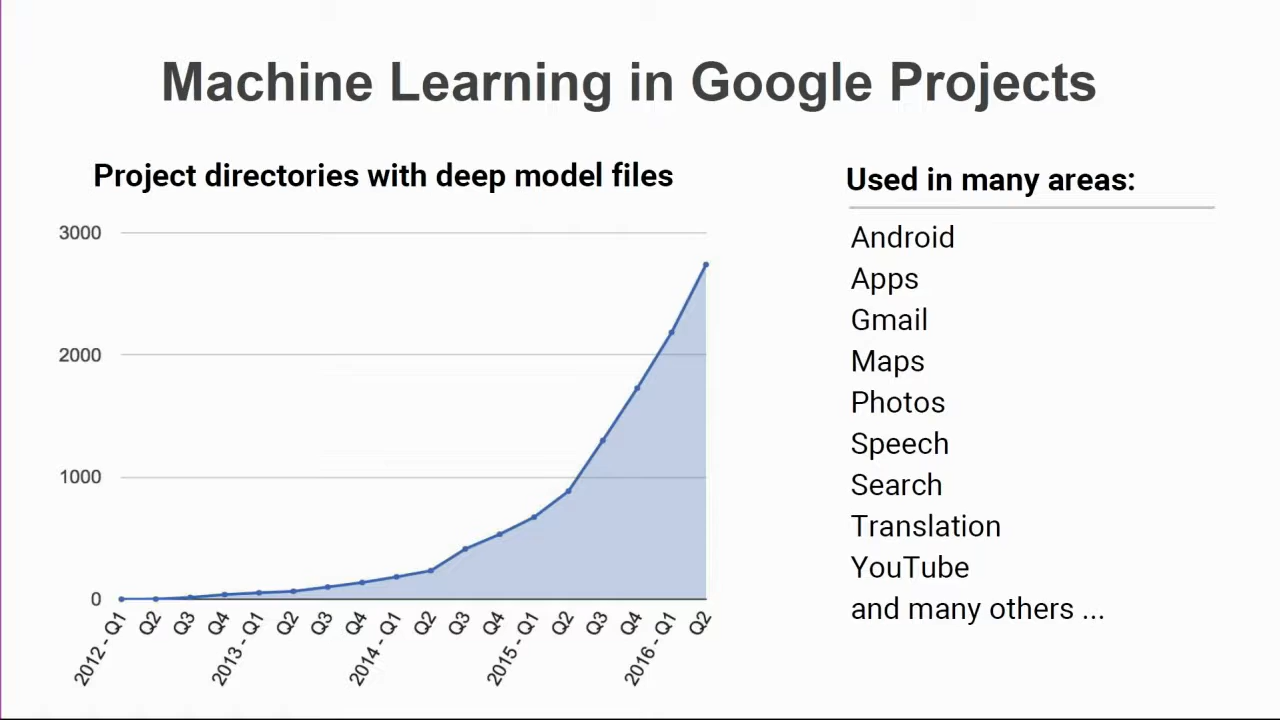 Machine Learning in Google Projects
Project directories with deep model files
3000
2000
1000
0
2012 - Q1
Q2
Q3
Q4
2013 - Q1
Q2
Q3
Q4
2014 - Q1
Q2
Q3
Q4
2015 - Q1
Q2
Q3
Q4
2016 - Q1
Q2
Used in many areas:
Android
Apps
Gmail
Maps
Photos
Speech
Search
Translation
YouTube
and many others ...